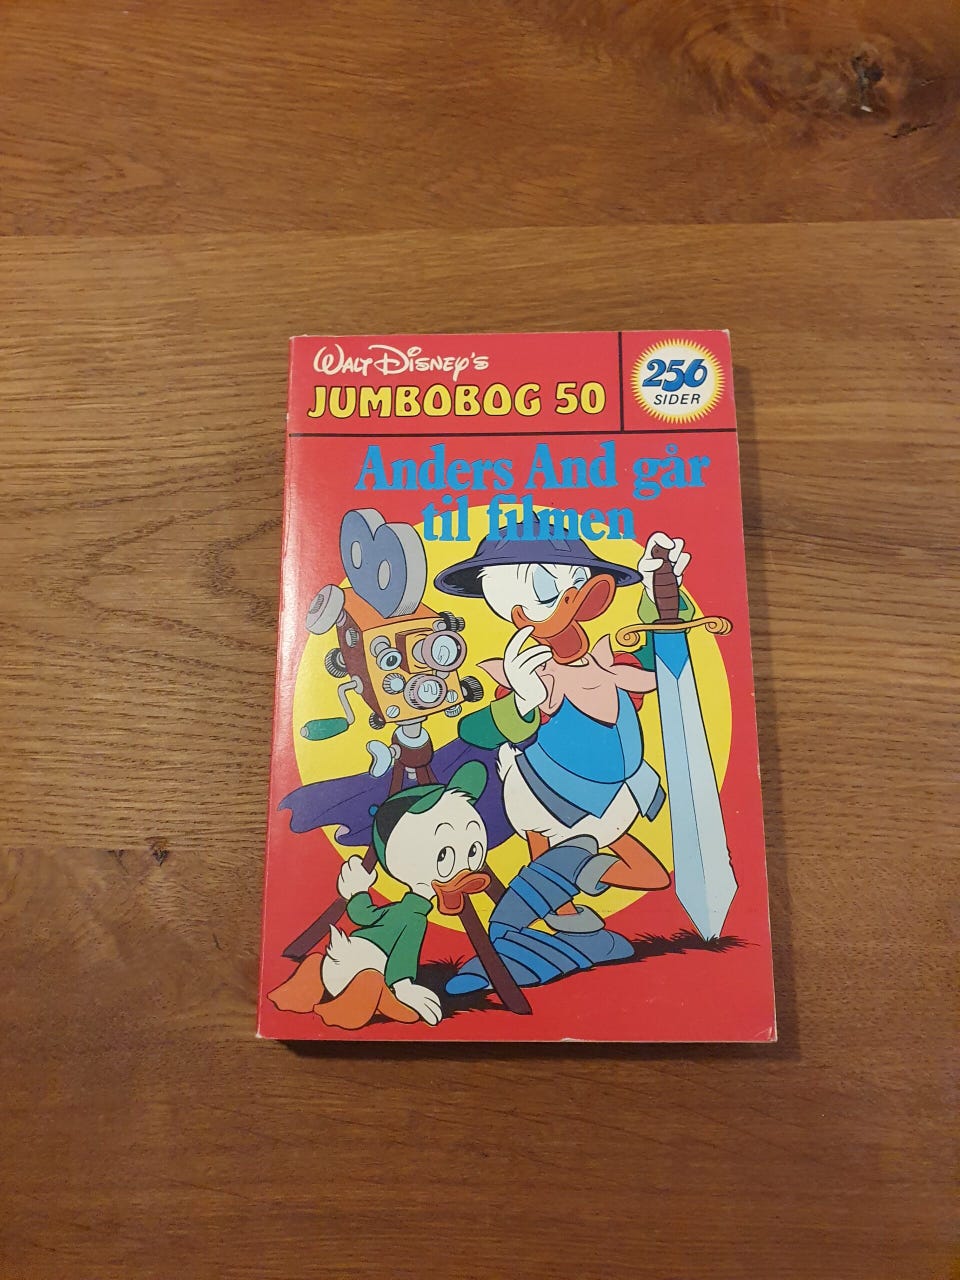 WALT DISNEY'S
JUMBOBOG 50
256
SIDER
Anders And går
til filmen